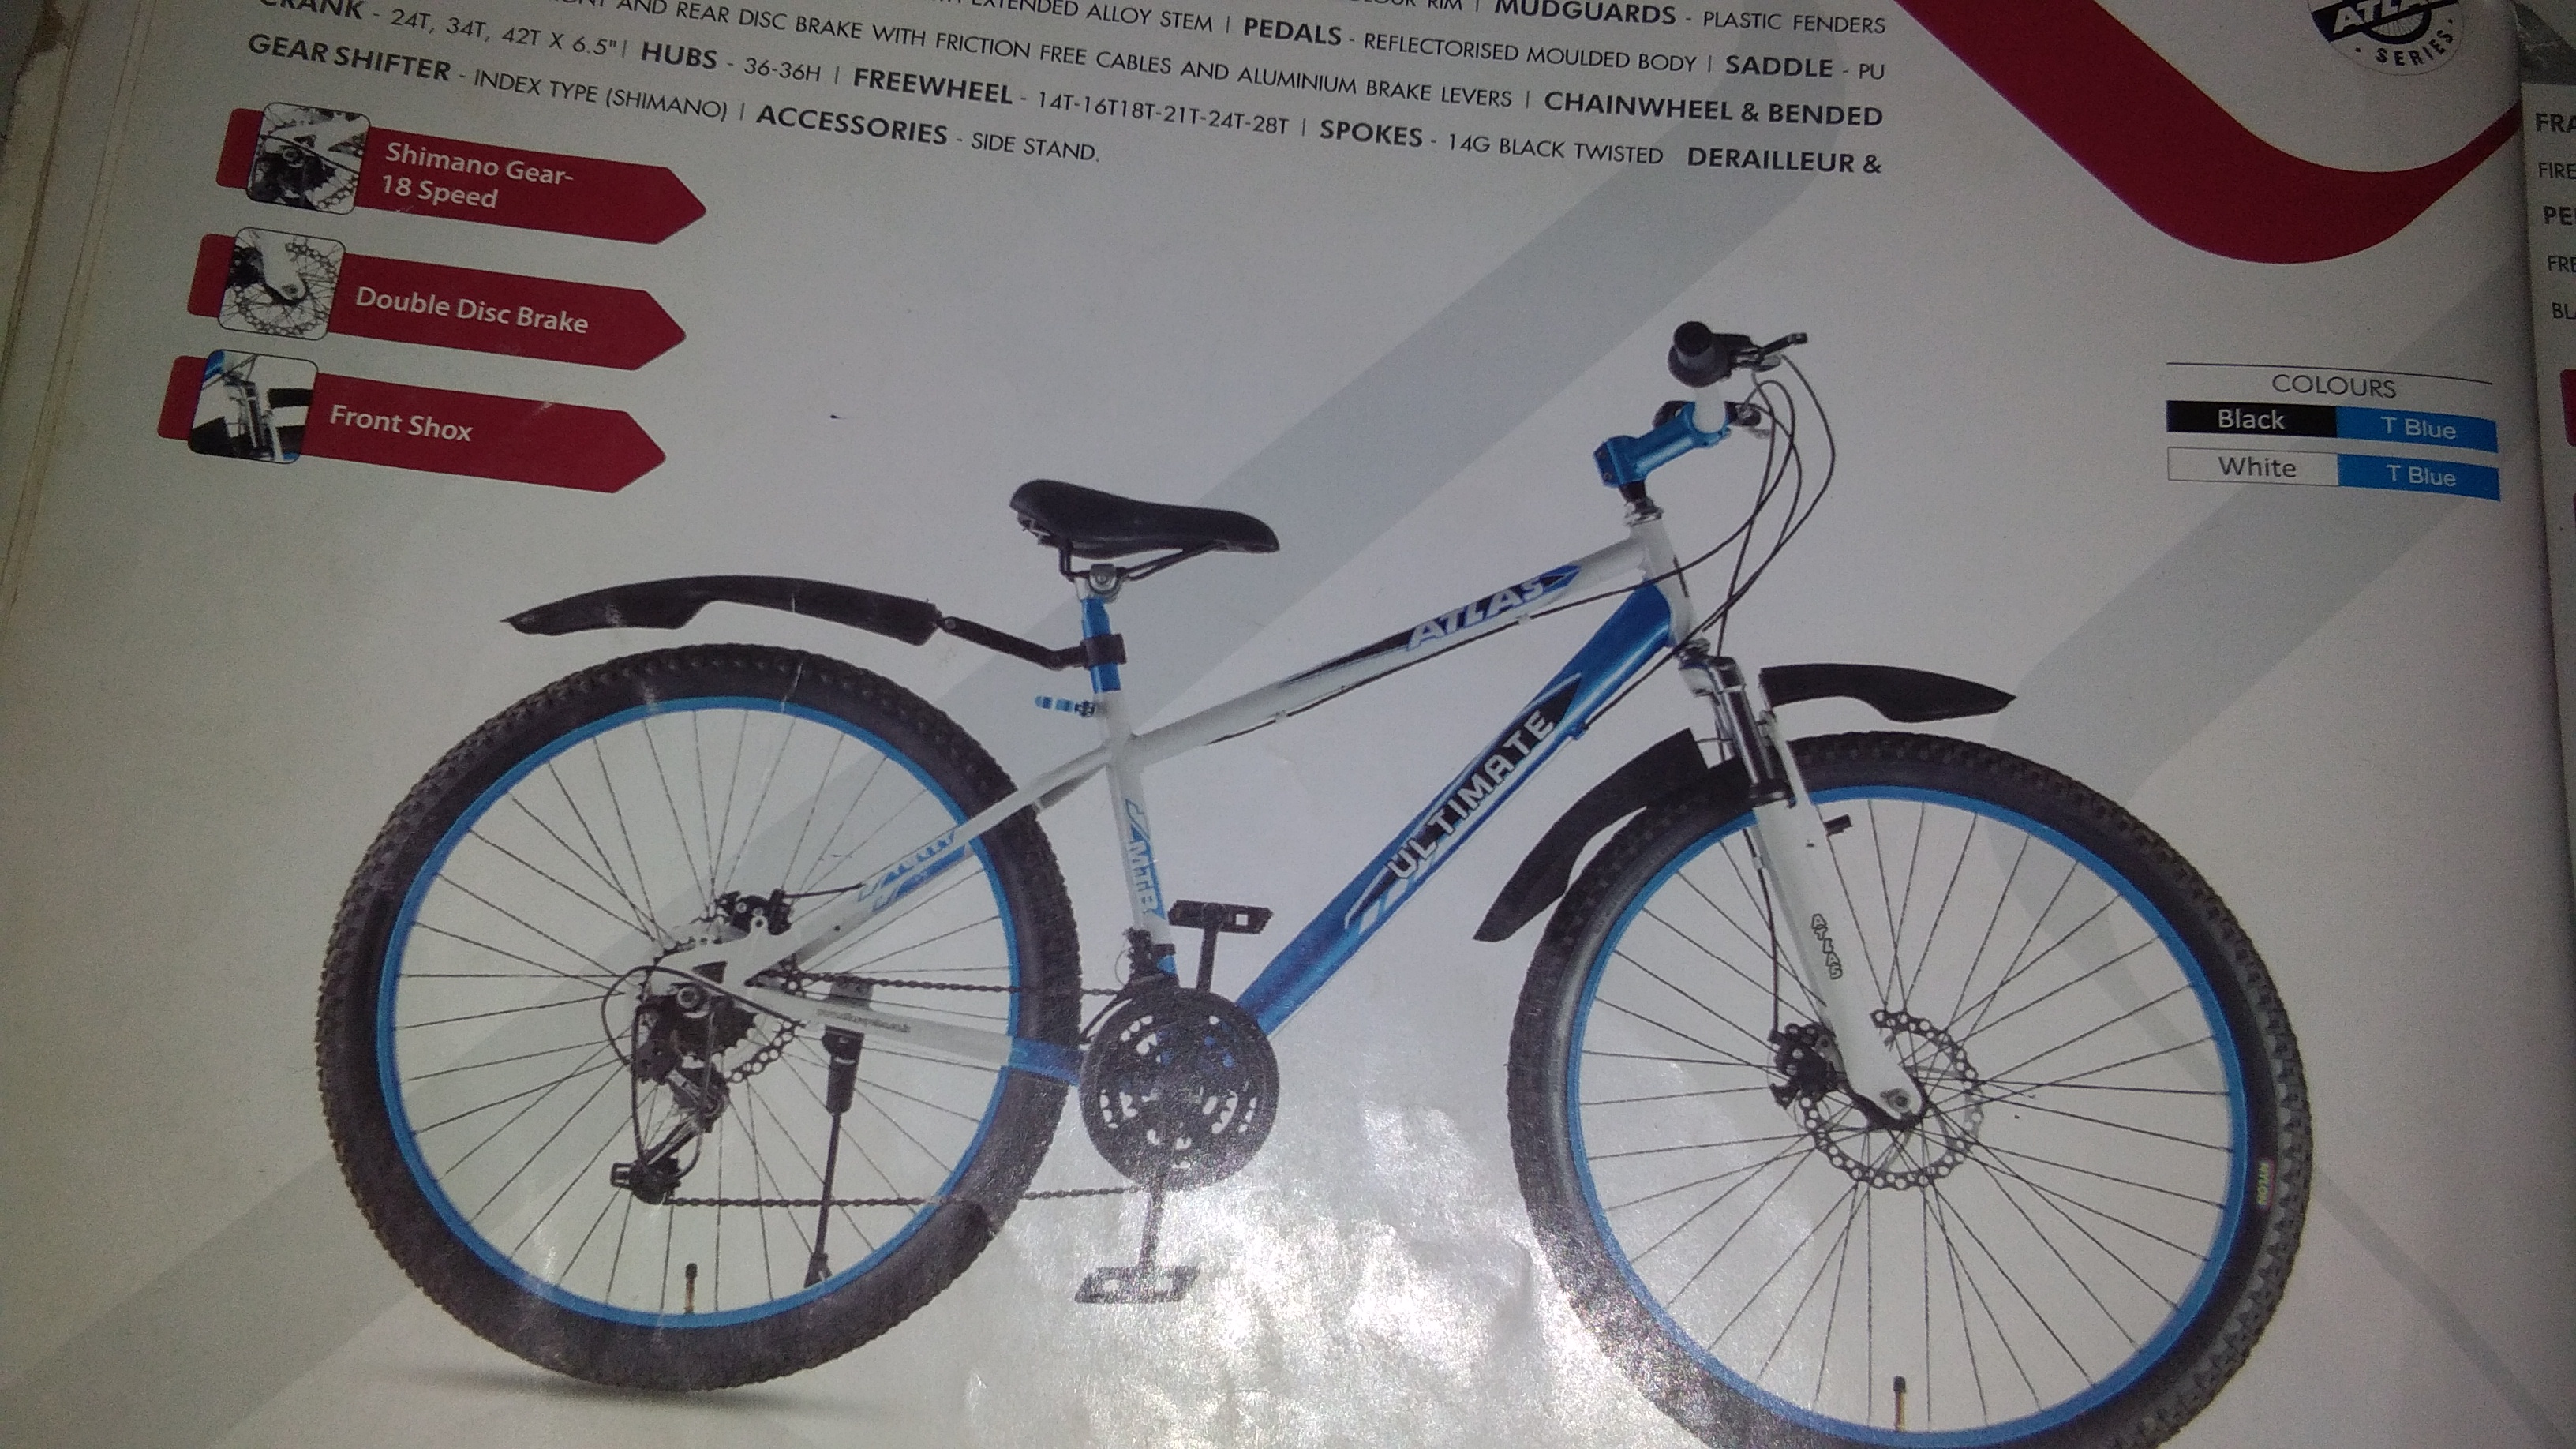 RIM | MUDGUARDS - PLASTIC FENDERS
EXTENDED ALLOY STEM | PEDALS - REFLECTORISED MOULDED BODY | SADDLE - PU
AND REAR DISC BRAKE WITH FRICTION FREE CABLES AND ALUMINIUM BRAKE LEVERS | CHAINWHEEL & BENDED
CRANK - 24T, 34T, 42T X 6.5" | HUBS - 36-36H | FREEWHEEL - 14T-16T18T-21T-24T-28T | SPOKES - 14G BLACK TWISTED DERAILLEUR &
GEAR SHIFTER - INDEX TYPE (SHIMANO) | ACCESSORIES - SIDE STAND.
Shimano Gear-
18 Speed
Double Disc Brake
Front Shox
ATLAS
· SERIES ·
COLOURS
Black T Blue
White T Blue
ATLAS
ULTIMATE
MTB
ATLAS
NYLON